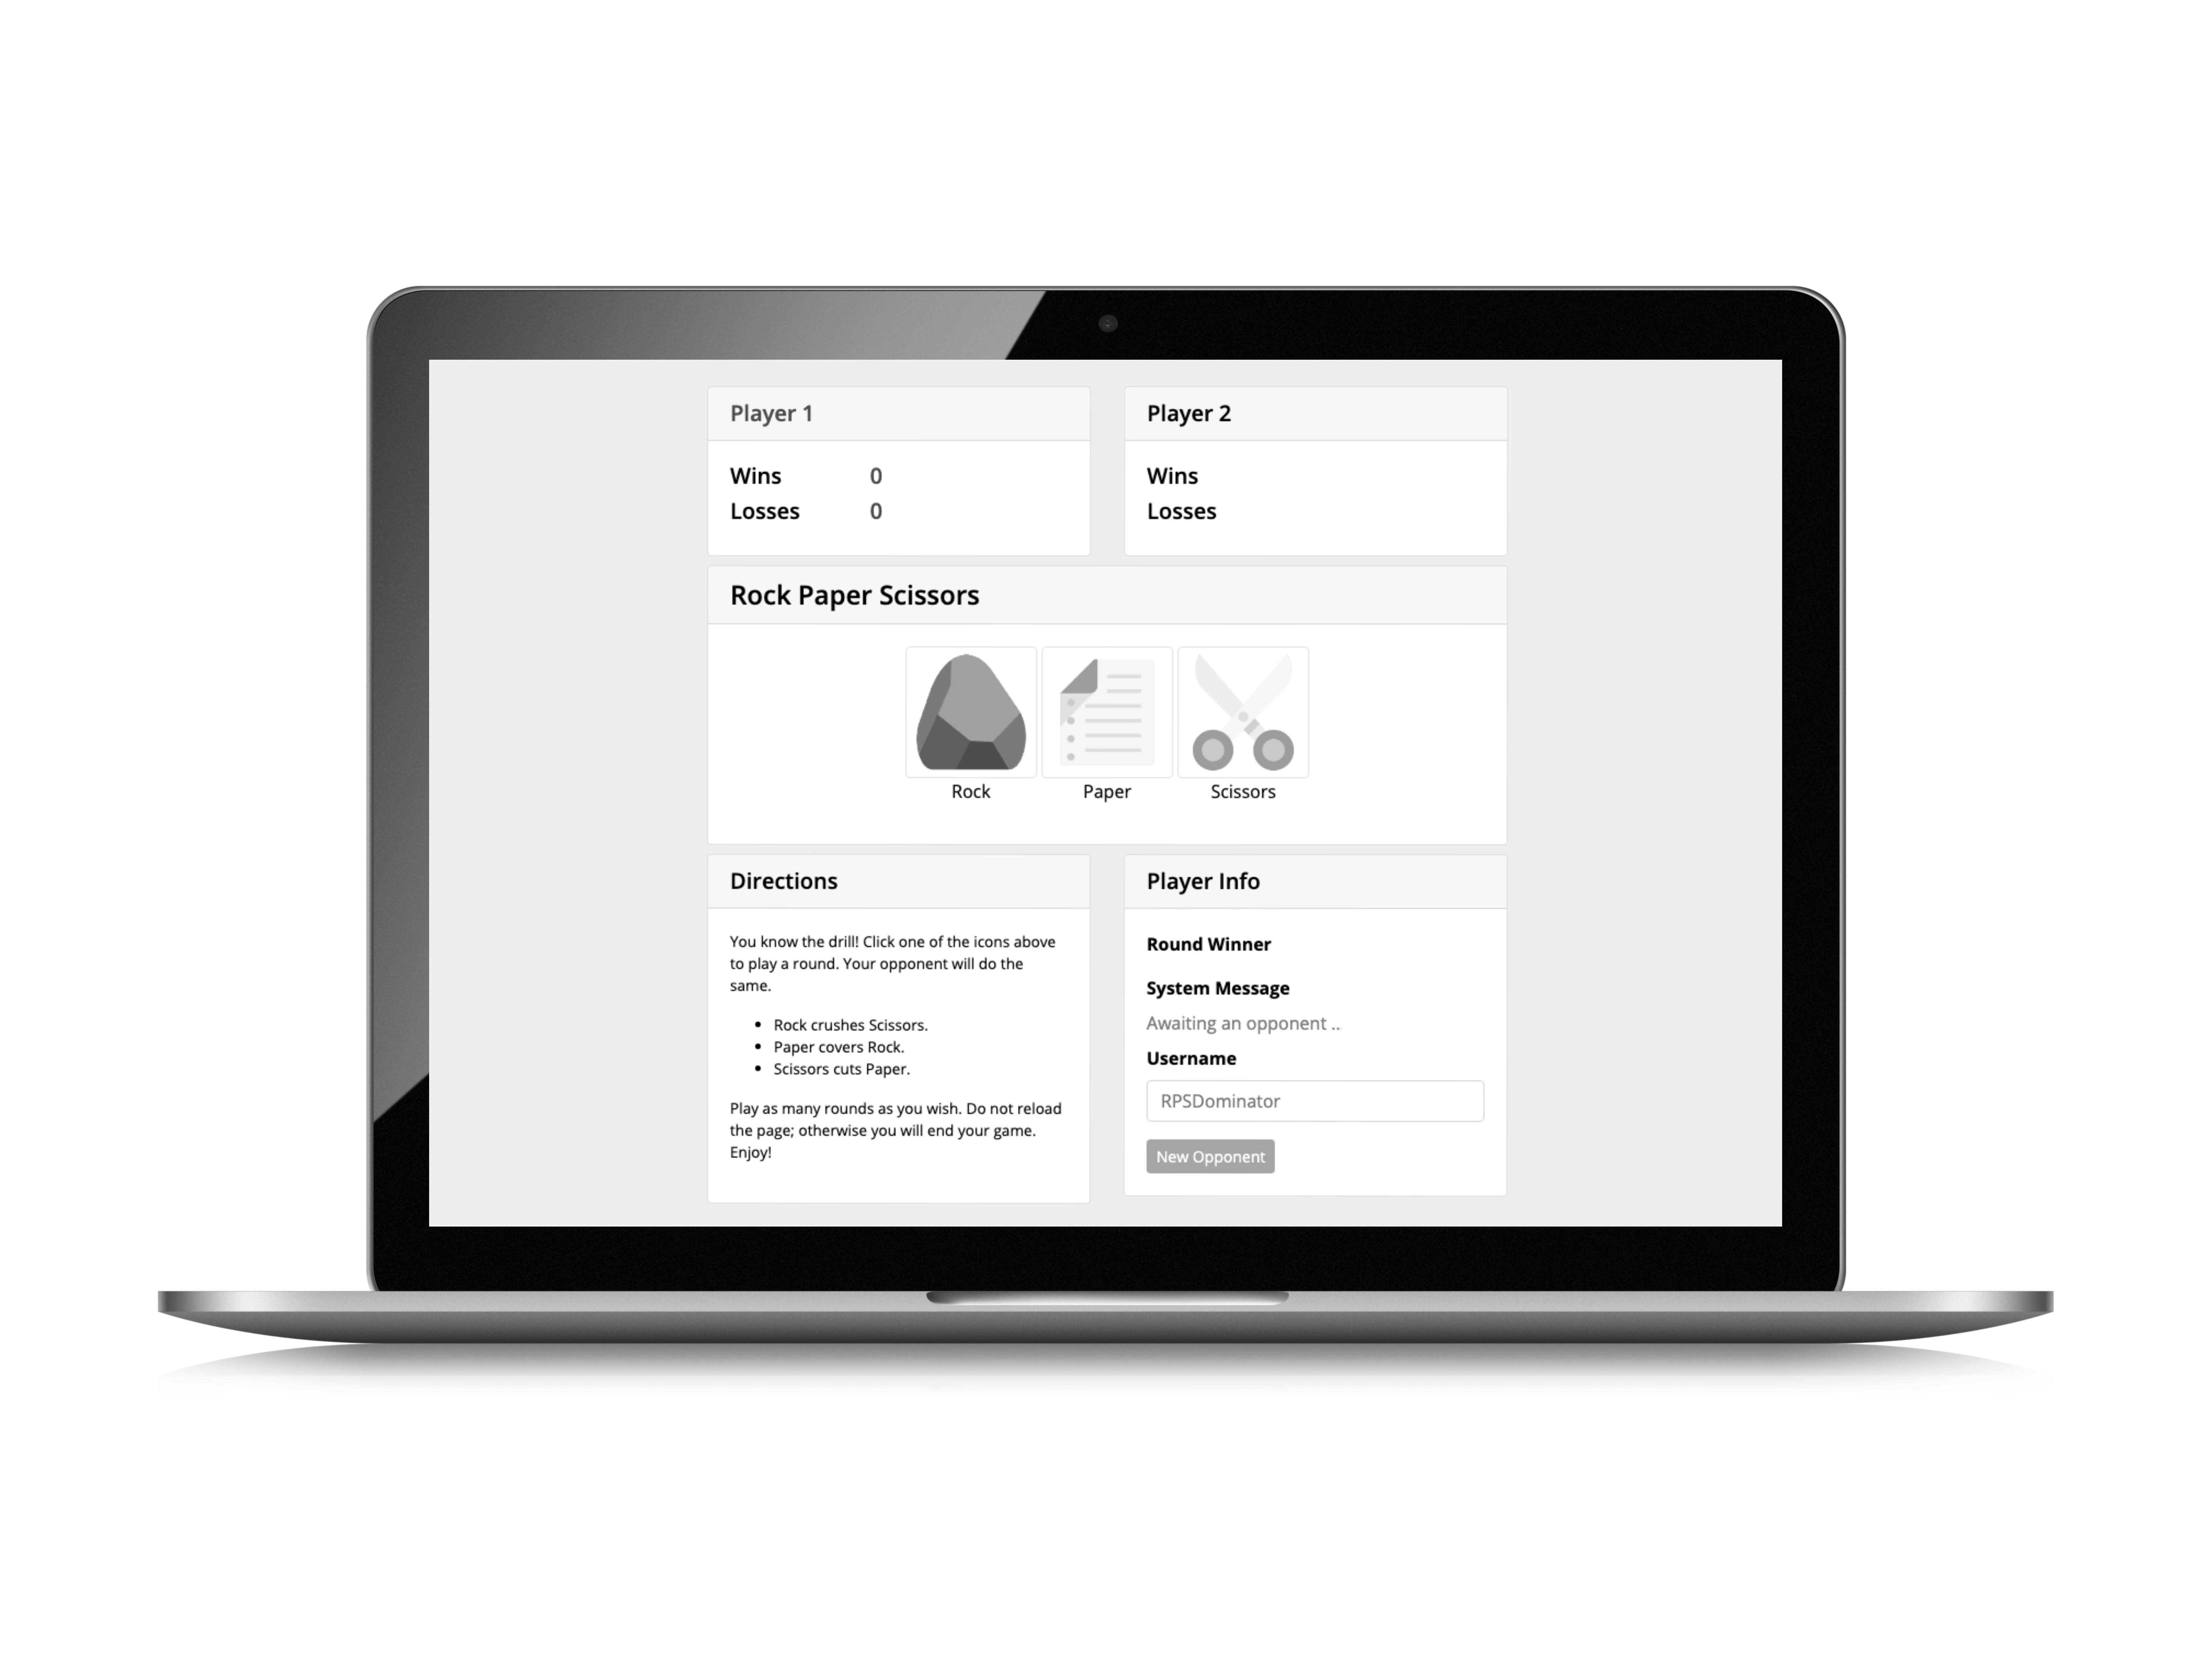 Player 1
Wins 0
Losses 0
Player 2
Wins
Losses
Rock Paper Scissors
Rock
Paper
Scissors
Directions
You know the drill! Click one of the icons above
to play a round. Your opponent will do the
same.
• Rock crushes Scissors.
• Paper covers Rock.
• Scissors cuts Paper.
Play as many rounds as you wish. Do not reload
the page; otherwise you will end your game.
Enjoy!
Player Info
Round Winner
System Message
Awaiting an opponent ..
Username
RPSDominator
New Opponent